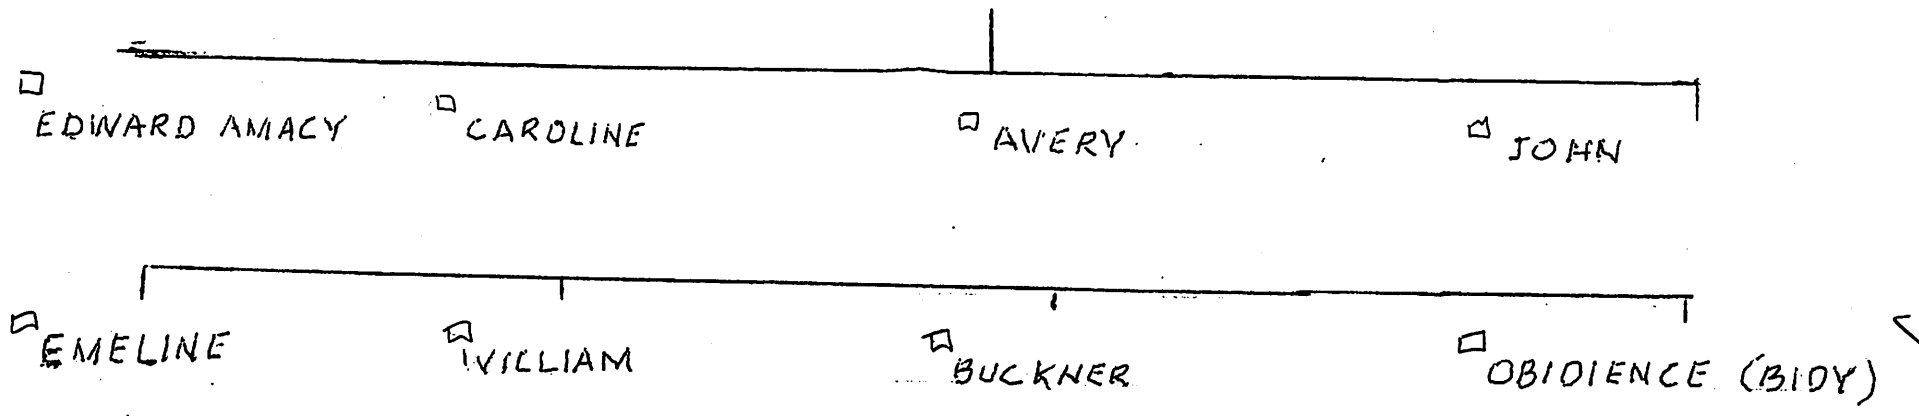 EDWARD AMACY CAROLINE AVERY JOHN
EMELINE WILLIAM BUCKNER OBIDIENCE (BIDY)